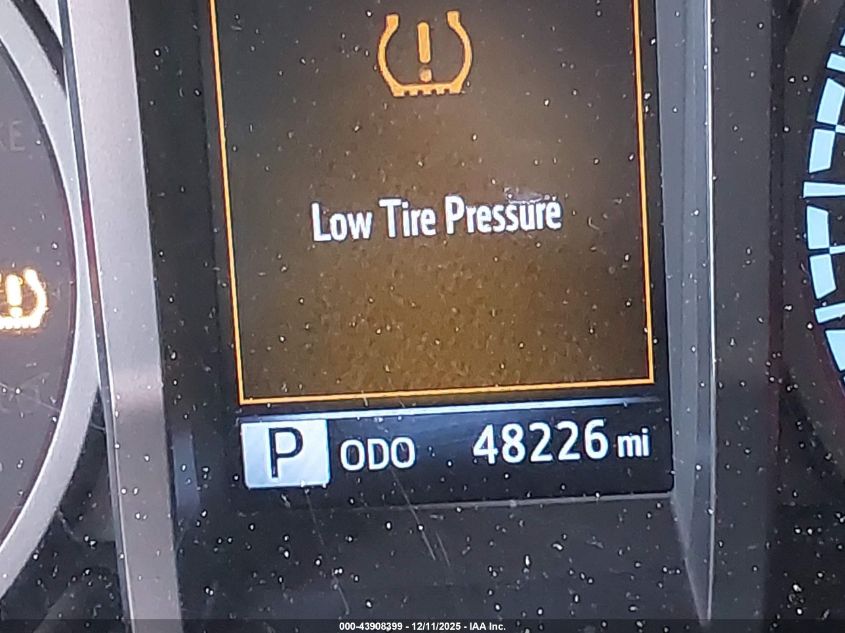 Low Tire Pressure
P ODO 48226 mi
000-43908399 - 12/11/2025 - IAA Inc.